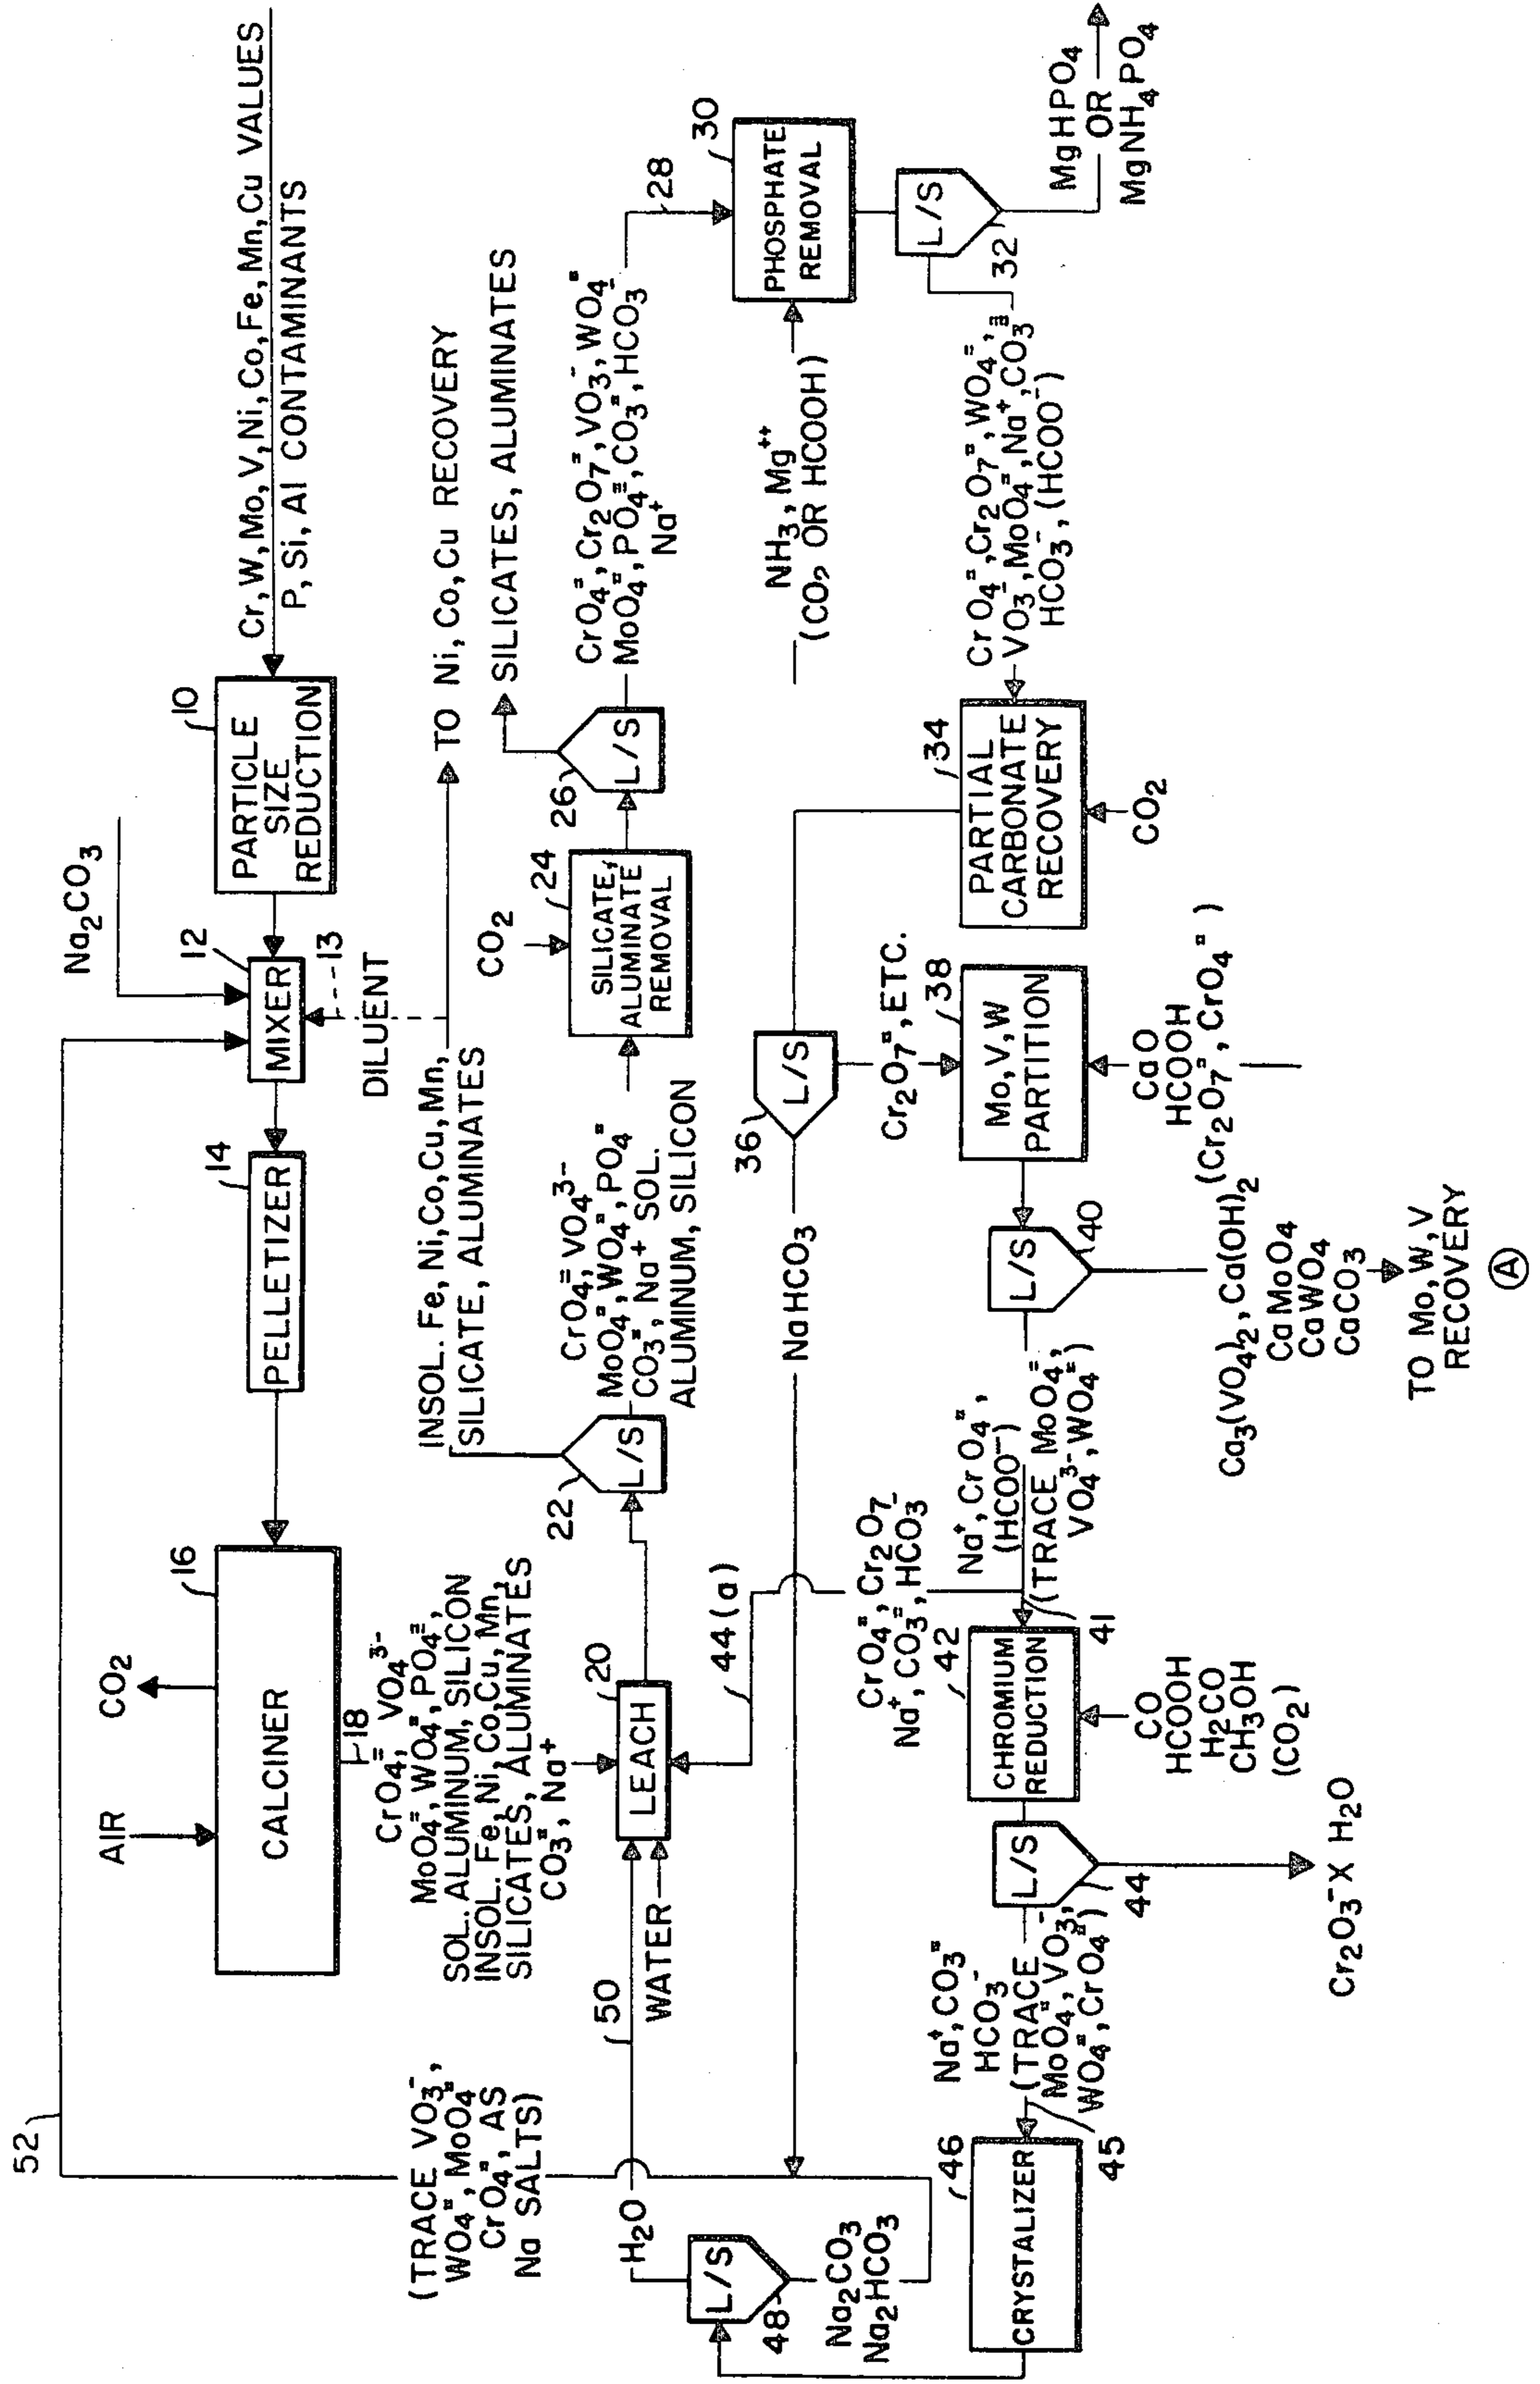 Cr, W, Mo, V, Ni, Co, Fe, Mn, Cu VALUES
P, Si, Al CONTAMINANTS
10
PARTICLE
SIZE
REDUCTION
Na2CO3
12
MIXER
13
DILUENT
14
PELLETIZER
16
CALCINER
AIR
CO2
18
CrO4=, VO4 3-
MoO4=, WO4=, PO4≡,
SOL. ALUMINUM, SILICON
INSOL. Fe, Ni, Co, Cu, Mn,
SILICATES, ALUMINATES
CO3=, Na+
20
LEACH
WATER
50
44(a)
22
L/S
INSOL. Fe, Ni, Co, Cu, Mn,
SILICATE, ALUMINATES
TO Ni, Co, Cu RECOVERY
CrO4=, VO4 3-
MoO4=, WO4=, PO4≡
CO3=, Na+ SOL.
ALUMINUM, SILICON
CO2
24
SILICATE,
ALUMINATE
REMOVAL
26
L/S
SILICATES, ALUMINATES
CrO4=, Cr2O7=, VO3-, WO4=
MoO4=, PO4≡, CO3=, HCO3-
Na+
28
30
PHOSPHATE
REMOVAL
NH3, Mg++
(CO2 OR HCOOH)
L/S
32
MgHPO4
OR
MgNH4PO4
CrO4=, Cr2O7=, WO4=,
VO3-, MoO4=, Na+, CO3=
HCO3-, (HCOO-)
34
PARTIAL
CARBONATE
RECOVERY
CO2
36
L/S
NaHCO3
Cr2O7=, ETC.
38
Mo, V, W
PARTITION
CaO
HCOOH
(Cr2O7=, CrO4=)
L/S
40
Ca3(VO4)2, Ca(OH)2
CaMoO4
CaWO4
CaCO3
TO Mo, W, V
RECOVERY
A
Na+, CrO4=,
(HCOO-)
(TRACE MoO4=,
VO4 3-, WO4=)
CrO4=, Cr2O7-
Na+, CO3=, HCO3-
41
42
CHROMIUM
REDUCTION
CO
HCOOH
H2CO
CH3OH
(CO2)
L/S
44
Cr2O3-X H2O
Na+, CO3=
HCO3-
(TRACE
MoO4=, VO3-,
WO4=, CrO4=)
45
46
CRYSTALIZER
L/S
48
Na2CO3
Na2HCO3
H2O
(TRACE VO3-,
WO4=, MoO4=
CrO4=, AS
Na SALTS)
52